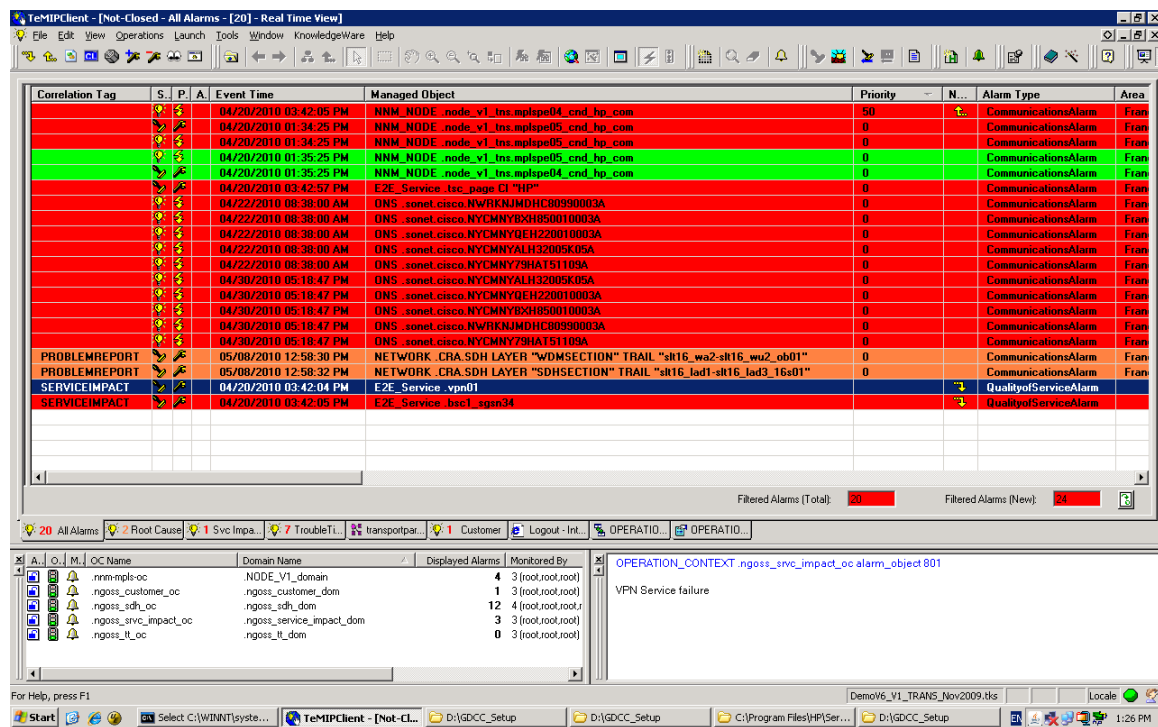 TeMIPClient - [Not-Closed - All Alarms - [20] - Real Time View]
File Edit View Operations Launch Tools Window KnowledgeWare Help
Correlation Tag S.. P.. A.. Event Time Managed Object Priority N... Alarm Type Area
04/20/2010 03:42:05 PM NNM_NODE .node_v1_tns.mplspe04_cnd_hp_com 50 CommunicationsAlarm Fran
04/20/2010 01:34:25 PM NNM_NODE .node_v1_tns.mplspe05_cnd_hp_com 0 CommunicationsAlarm Fran
04/20/2010 01:34:25 PM NNM_NODE .node_v1_tns.mplspe05_cnd_hp_com 0 CommunicationsAlarm Fran
04/20/2010 01:35:25 PM NNM_NODE .node_v1_tns.mplspe05_cnd_hp_com 0 CommunicationsAlarm Fran
04/20/2010 01:35:25 PM NNM_NODE .node_v1_tns.mplspe04_cnd_hp_com 0 CommunicationsAlarm Fran
04/20/2010 03:42:57 PM E2E_Service .tsc_page CI "HP" 0 CommunicationsAlarm Fran
04/22/2010 08:38:00 AM ONS .sonet.cisco.NWRKNJMDHC80990003A 0 CommunicationsAlarm Fran
04/22/2010 08:38:00 AM ONS .sonet.cisco.NYCMNYBXH850010003A 0 CommunicationsAlarm Fran
04/22/2010 08:38:00 AM ONS .sonet.cisco.NYCMNYQEH220010003A 0 CommunicationsAlarm Fran
04/22/2010 08:38:00 AM ONS .sonet.cisco.NYCMNYALH32005K05A 0 CommunicationsAlarm Fran
04/22/2010 08:38:00 AM ONS .sonet.cisco.NYCMNY79HAT51109A 0 CommunicationsAlarm Fran
04/30/2010 05:18:47 PM ONS .sonet.cisco.NYCMNYALH32005K05A 0 CommunicationsAlarm Fran
04/30/2010 05:18:47 PM ONS .sonet.cisco.NYCMNYQEH220010003A 0 CommunicationsAlarm Fran
04/30/2010 05:18:47 PM ONS .sonet.cisco.NYCMNYBXH850010003A 0 CommunicationsAlarm Fran
04/30/2010 05:18:47 PM ONS .sonet.cisco.NWRKNJMDHC80990003A 0 CommunicationsAlarm Fran
04/30/2010 05:18:47 PM ONS .sonet.cisco.NYCMNY79HAT51109A 0 CommunicationsAlarm Fran
PROBLEMREPORT 05/08/2010 12:58:30 PM NETWORK .CRA.SDH LAYER "WDMSECTION" TRAIL "slt16_wa2-slt16_wu2_ob01" 0 CommunicationsAlarm Fran
PROBLEMREPORT 05/08/2010 12:58:32 PM NETWORK .CRA.SDH LAYER "SDHSECTION" TRAIL "slt16_lad1-slt16_lad3_16s01" 0 CommunicationsAlarm Fran
SERVICEIMPACT 04/20/2010 03:42:04 PM E2E_Service .vpn01 QualityofServiceAlarm
SERVICEIMPACT 04/20/2010 03:42:05 PM E2E_Service .bsc1_sgsn34 QualityofServiceAlarm
Filtered Alarms (Total): 20 Filtered Alarms (New): 24
20 All Alarms 2 Root Cause 1 Svc Impa... 7 TroubleTi... transportpar... 1 Customer Logout - Int... OPERATIO... OPERATIO...
A.. O.. M.. OC Name Domain Name Displayed Alarms Monitored By
.nnm-mpls-oc .NODE_V1_domain 4 3 (root,root,root)
.ngoss_customer_oc .ngoss_customer_dom 1 3 (root,root,root)
.ngoss_sdh_oc .ngoss_sdh_dom 12 4 (root,root,root,r
.ngoss_srvc_impact_oc .ngoss_service_impact_dom 3 3 (root,root,root)
.ngoss_tt_oc .ngoss_tt_dom 0 3 (root,root,root)
OPERATION_CONTEXT .ngoss_srvc_impact_oc alarm_object 801
VPN Service failure
For Help, press F1 DemoV6_V1_TRANS_Nov2009.tks Locale
Start Select C:\WINNT\syste... TeMIPClient - [Not-Cl... D:\GDCC_Setup D:\GDCC_Setup C:\Program Files\HP\Ser... D:\GDCC_Setup EN 1:26 PM